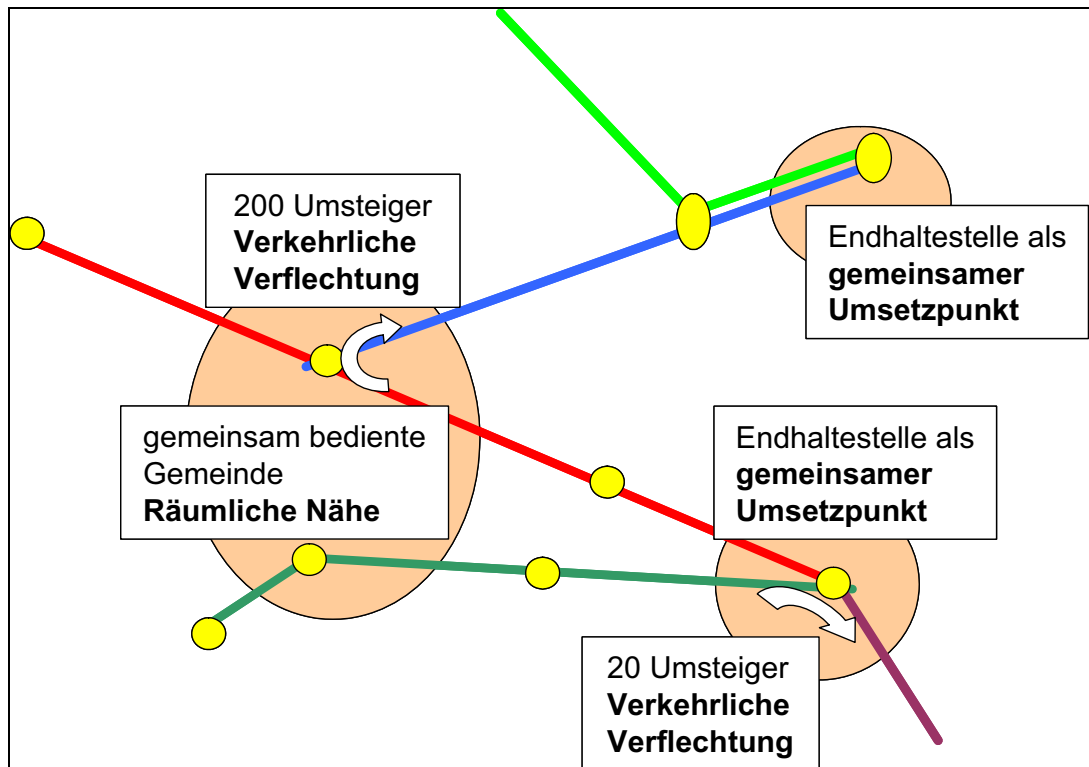 200 Umsteiger
Verkehrliche
Verflechtung
Endhaltestelle als
gemeinsamer
Umsetzpunkt
gemeinsam bediente
Gemeinde
Räumliche Nähe
Endhaltestelle als
gemeinsamer
Umsetzpunkt
20 Umsteiger
Verkehrliche
Verflechtung